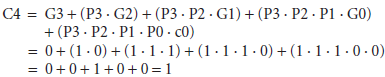 C4 = G3 + (P3 · G2) + (P3 · P2 · G1) + (P3 · P2 · P1 · G0)
+ (P3 · P2 · P1 · P0 · c0)
= 0 + (1 · 0) + (1 · 1 · 1) + (1 · 1 · 1 · 0) + (1 · 1 · 1 · 0 · 0)
= 0 + 0 + 1 + 0 + 0 = 1